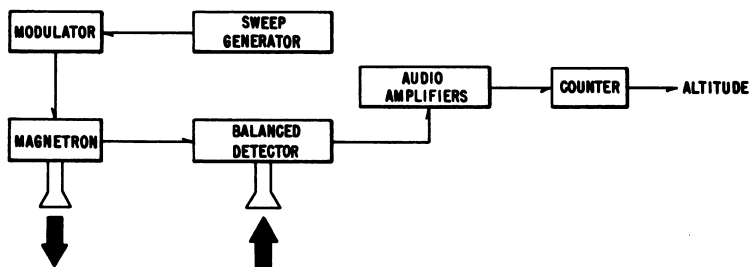 MODULATOR
SWEEP
GENERATOR
AUDIO
AMPLIFIERS
COUNTER
ALTITUDE
MAGNETRON
BALANCED
DETECTOR